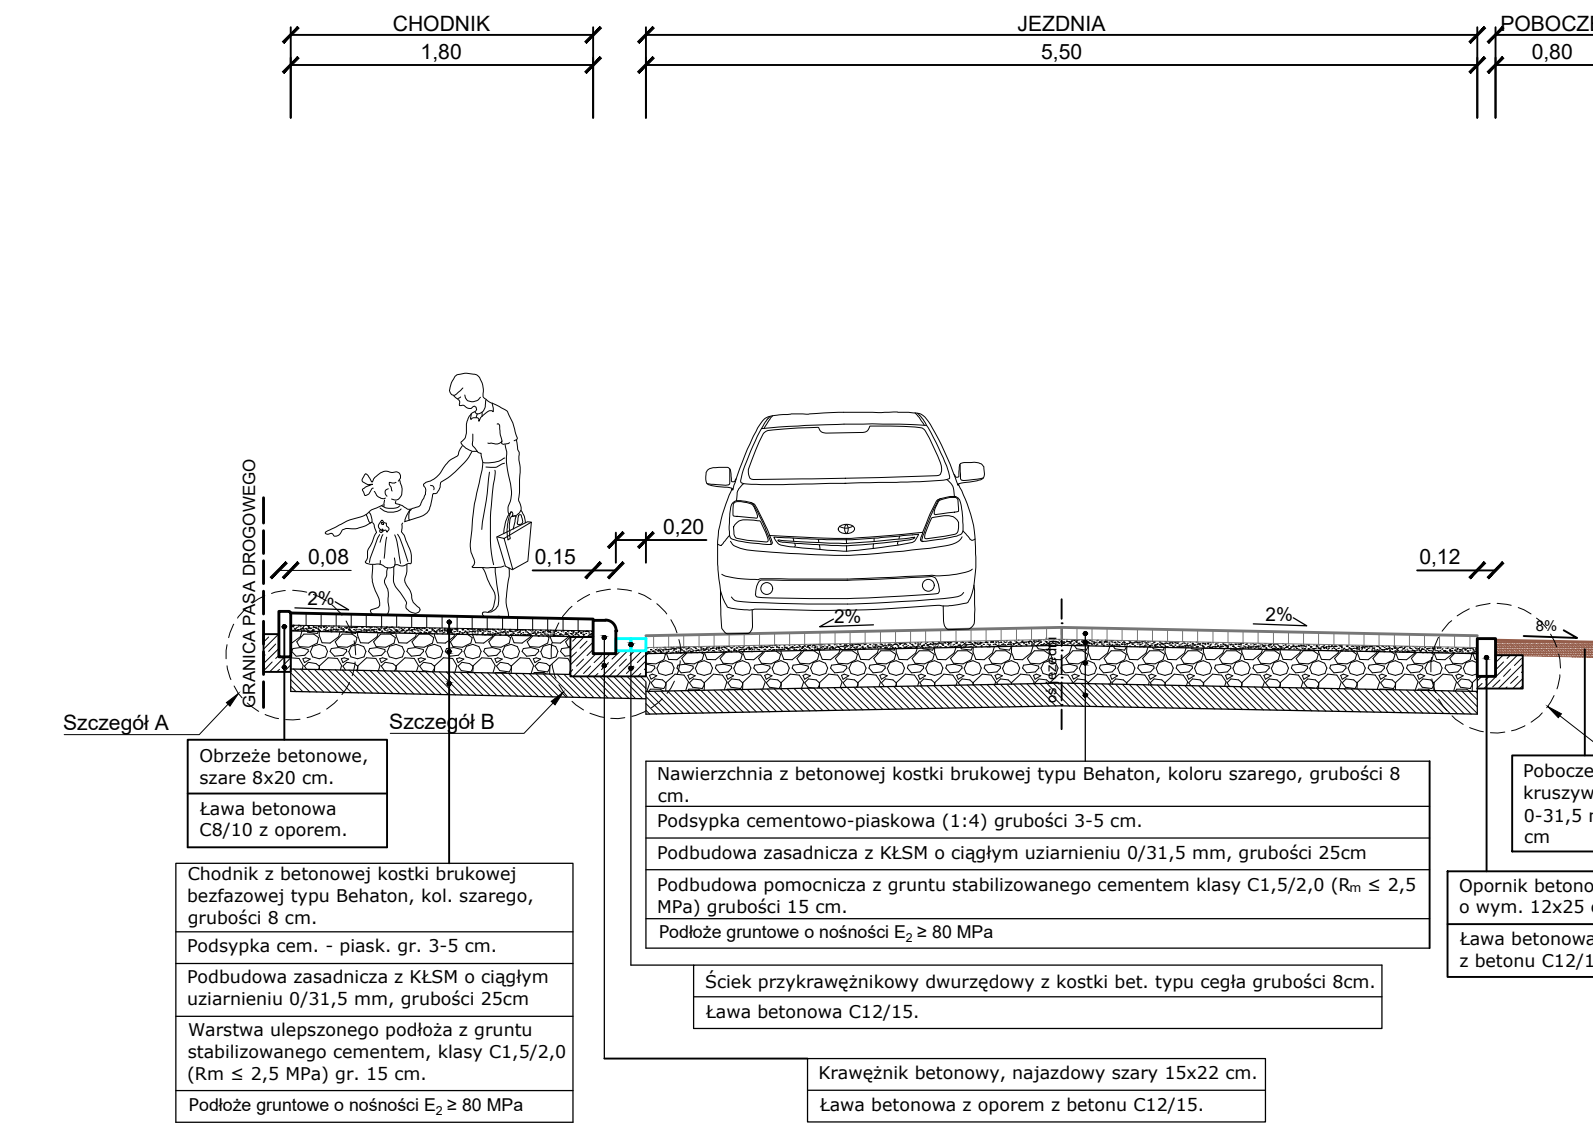 CHODNIK
1,80
JEZDNIA
5,50
POBOCZE
0,80
GRANICA PASA DROGOWEGO
0,08
0,15
0,20
0,12
2%
2%
2%
8%
Szczegół A
Szczegół B
Obrzeże betonowe,
szare 8x20 cm.
Ława betonowa
C8/10 z oporem.
Chodnik z betonowej kostki brukowej
bezfazowej typu Behaton, kol. szarego,
grubości 8 cm.
Podsypka cem. - piask. gr. 3-5 cm.
Podbudowa zasadnicza z KŁSM o ciągłym
uziarnieniu 0/31,5 mm, grubości 25cm
Warstwa ulepszonego podłoża z gruntu
stabilizowanego cementem, klasy C1,5/2,0
(Rm ≤ 2,5 MPa) gr. 15 cm.
Podłoże gruntowe o nośności E₂ ≥ 80 MPa
Nawierzchnia z betonowej kostki brukowej typu Behaton, koloru szarego, grubości 8
cm.
Podsypka cementowo-piaskowa (1:4) grubości 3-5 cm.
Podbudowa zasadnicza z KŁSM o ciągłym uziarnieniu 0/31,5 mm, grubości 25cm
Podbudowa pomocnicza z gruntu stabilizowanego cementem klasy C1,5/2,0 (Rₘ ≤ 2,5
MPa) grubości 15 cm.
Podłoże gruntowe o nośności E₂ ≥ 80 MPa
Ściek przykrawężnikowy dwurzędowy z kostki bet. typu cegła grubości 8cm.
Ława betonowa C12/15.
Krawężnik betonowy, najazdowy szary 15x22 cm.
Ława betonowa z oporem z betonu C12/15.
Pobocze
kruszyw
0-31,5
cm
Opornik betono
o wym. 12x25
Ława betonowa
z betonu C12/1